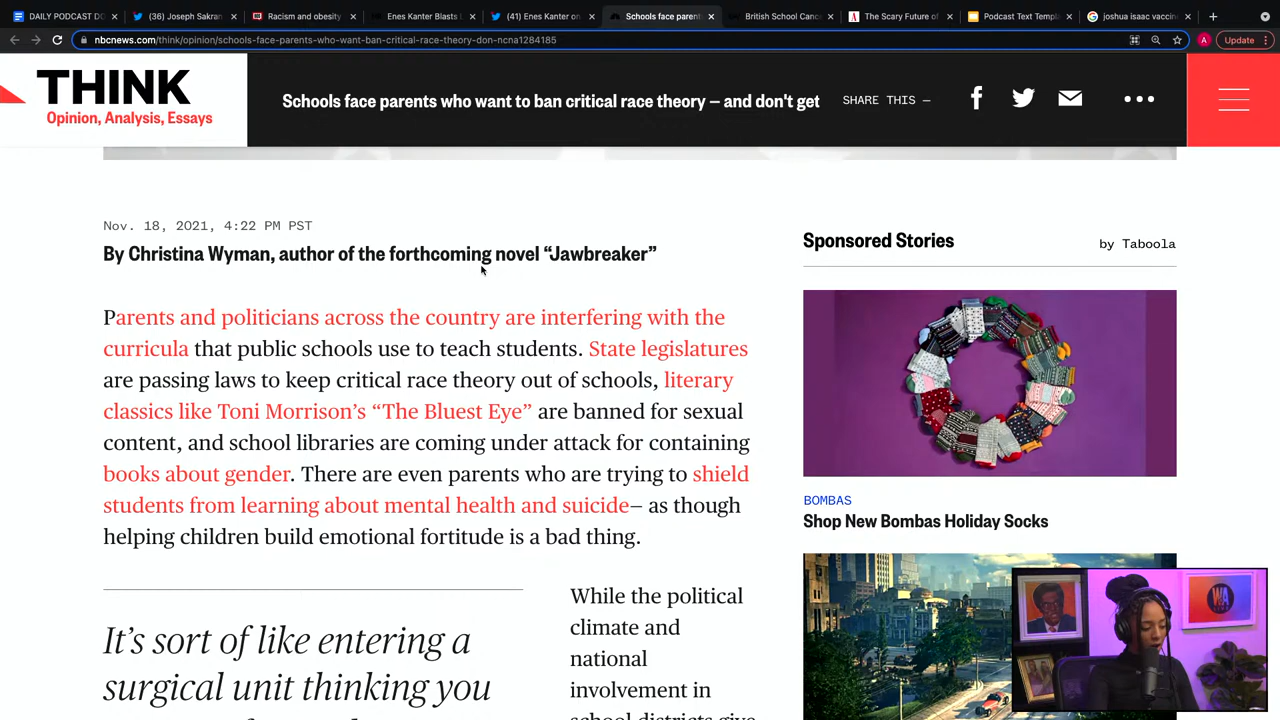 DAILY PODCAST DO
(36) Joseph Sakran
Racism and obesity
Enes Kanter Blasts L
(41) Enes Kanter on
Schools face parent
British School Cance
The Scary Future of
Podcast Text Templ
joshua isaac vaccin
nbcnews.com/think/opinion/schools-face-parents-who-want-ban-critical-race-theory-don-ncna1284185
A
Update
THINK
Opinion, Analysis, Essays
Schools face parents who want to ban critical race theory — and don't get
SHARE THIS —
Nov. 18, 2021, 4:22 PM PST
By Christina Wyman, author of the forthcoming novel “Jawbreaker”
Parents and politicians across the country are interfering with the
curricula that public schools use to teach students. State legislatures
are passing laws to keep critical race theory out of schools, literary
classics like Toni Morrison’s “The Bluest Eye” are banned for sexual
content, and school libraries are coming under attack for containing
books about gender. There are even parents who are trying to shield
students from learning about mental health and suicide— as though
helping children build emotional fortitude is a bad thing.
It’s sort of like entering a
surgical unit thinking you
While the political
climate and
national
involvement in
school districts give
Sponsored Stories
by Taboola
BOMBAS
Shop New Bombas Holiday Socks
WA